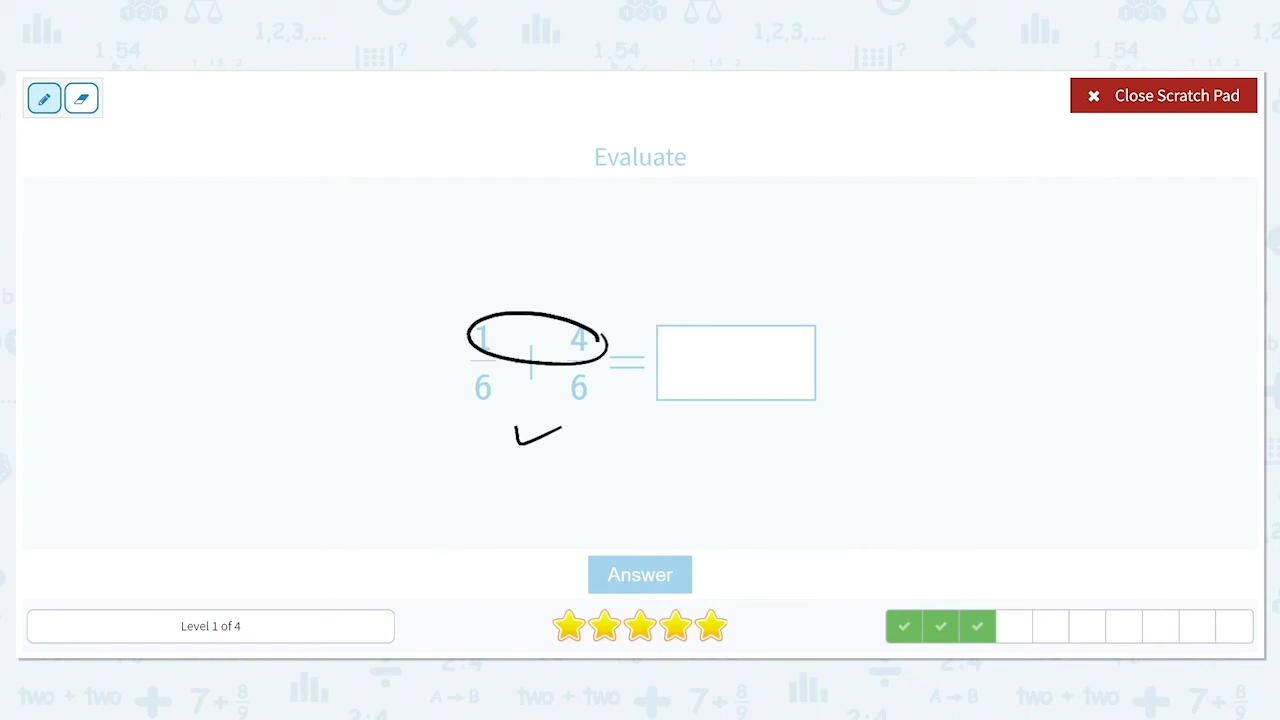 Close Scratch Pad
Evaluate
1/6 + 4/6 =
Answer
Level 1 of 4